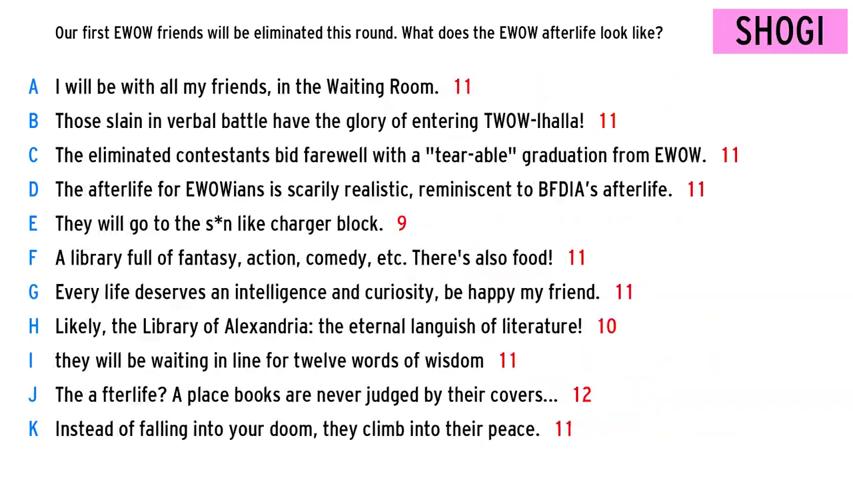 Our first EWOW friends will be eliminated this round. What does the EWOW afterlife look like?
SHOGI
A I will be with all my friends, in the Waiting Room. 11
B Those slain in verbal battle have the glory of entering TWOW-lhalla! 11
C The eliminated contestants bid farewell with a "tear-able" graduation from EWOW. 11
D The afterlife for EWOWians is scarily realistic, reminiscent to BFDIA's afterlife. 11
E They will go to the s*n like charger block. 9
F A library full of fantasy, action, comedy, etc. There's also food! 11
G Every life deserves an intelligence and curiosity, be happy my friend. 11
H Likely, the Library of Alexandria: the eternal languish of literature! 10
I they will be waiting in line for twelve words of wisdom 11
J The a fterlife? A place books are never judged by their covers... 12
K Instead of falling into your doom, they climb into their peace. 11